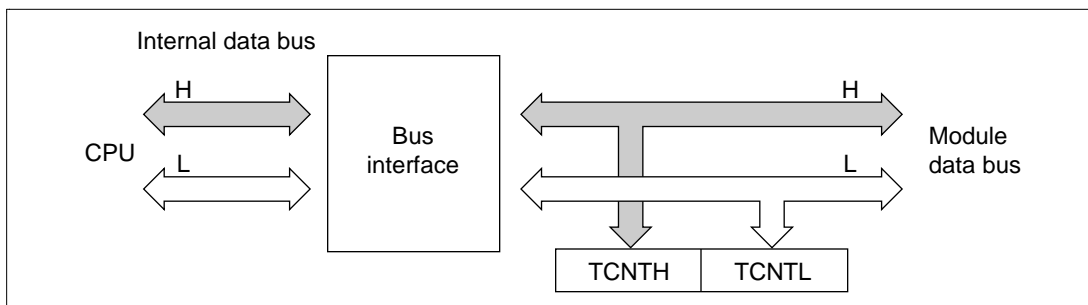 Internal data bus
H
H
CPU
Bus
interface
Module
data bus
L
L
TCNTH
TCNTL